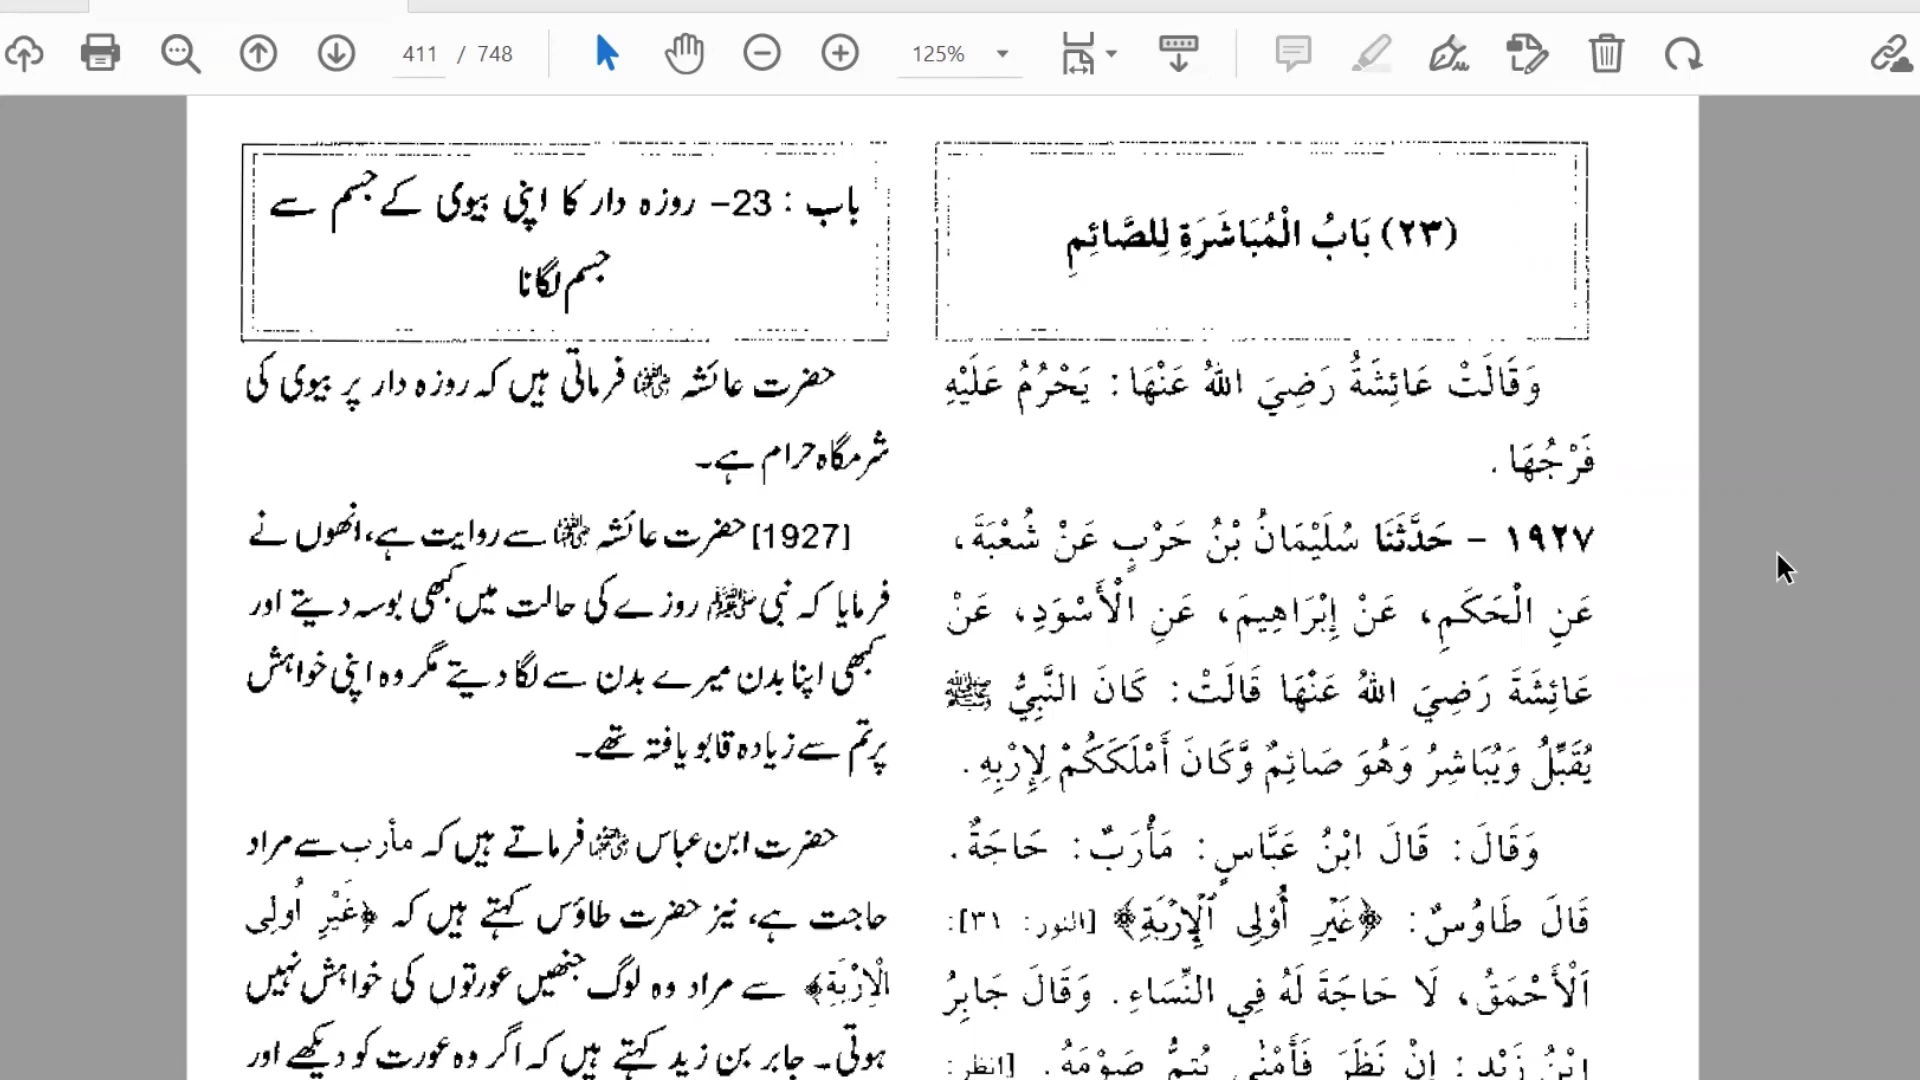 411 / 748
125%
(٢٣) بَابُ الْمُبَاشَرَةِ لِلصَّائِمِ
وَقَالَتْ عَائِشَةُ رَضِيَ اللهُ عَنْهَا: يَحْرُمُ عَلَيْهِ
فَرْجُهَا.
١٩٢٧ - حَدَّثَنَا سُلَيْمَانُ بْنُ حَرْبٍ عَنْ شُعْبَةَ،
عَنِ الْحَكَمِ، عَنْ إِبْرَاهِيمَ، عَنِ الْأَسْوَدِ، عَنْ
عَائِشَةَ رَضِيَ اللهُ عَنْهَا قَالَتْ: كَانَ النَّبِيُّ ﷺ
يُقَبِّلُ وَيُبَاشِرُ وَهُوَ صَائِمٌ وَّكَانَ أَمْلَكَكُمْ لِإِرْبِهِ.
وَقَالَ: قَالَ ابْنُ عَبَّاسٍ: مَأْرَبٌ: حَاجَةٌ.
قَالَ طَاوُسٌ: ﴿غَيْرِ أُوْلِى ٱلْإِرْبَةِ﴾ [النور: ٣١]:
اَلْأَحْمَقُ، لَا حَاجَةَ لَهُ فِي النِّسَاءِ. وَقَالَ جَابِرُ
ابْنُ زَيْدٍ: إِنْ نَظَرَ فَأَمْنٰى يُتِمُّ صَوْمَهُ. [انظر:
باب : 23- روزہ دار کا اپنی بیوی کے جسم سے
جسم لگانا
حضرت عائشہ ؓ فرماتی ہیں کہ روزہ دار پر بیوی کی
شرمگاہ حرام ہے۔
[1927] حضرت عائشہ ؓ سے روایت ہے، انھوں نے
فرمایا کہ نبی ﷺ روزے کی حالت میں کبھی بوسہ دیتے اور
کبھی اپنا بدن میرے بدن سے لگا دیتے مگر وہ اپنی خواہش
پر تم سے زیادہ قابو یافتہ تھے۔
حضرت ابن عباس ؓ فرماتے ہیں کہ مأرب سے مراد
حاجت ہے، نیز حضرت طاؤس کہتے ہیں کہ ﴿غَيْرِ اُولِى
الْاِرْبَةِ﴾ سے مراد وہ لوگ جنھیں عورتوں کی خواہش نہیں
ہوتی۔ جابر بن زید کہتے ہیں کہ اگر وہ عورت کو دیکھے اور